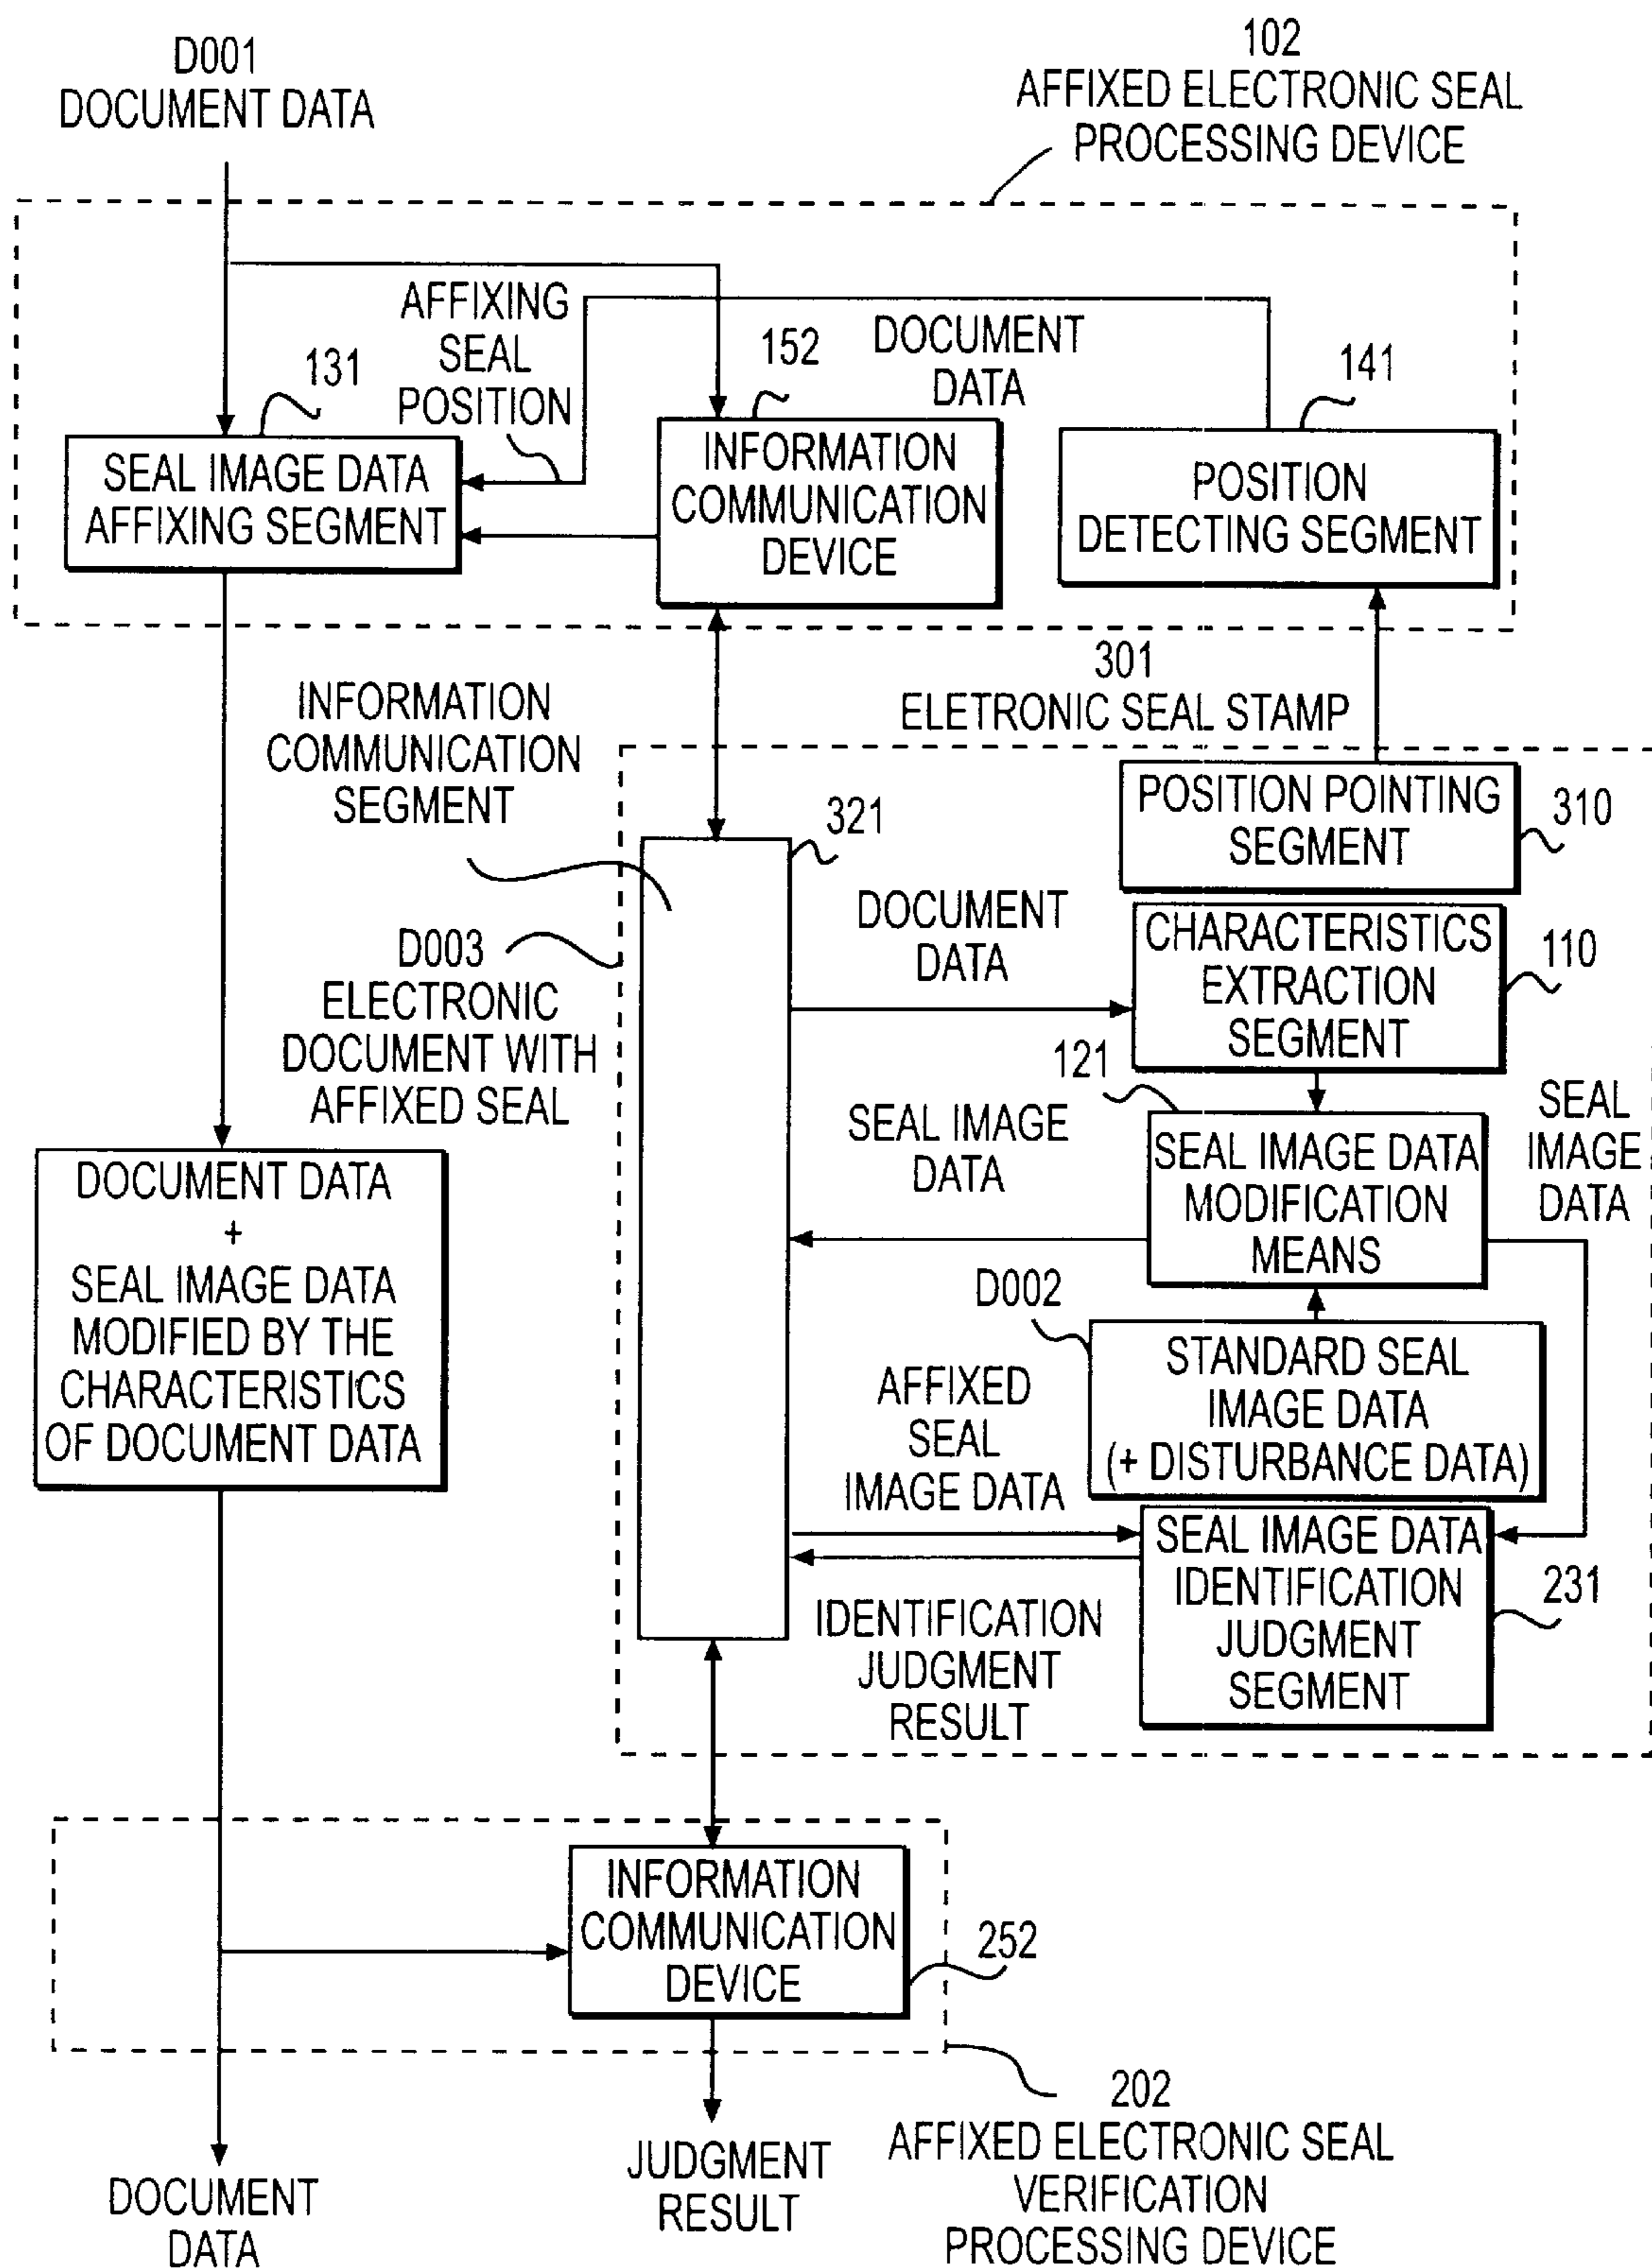 D001
DOCUMENT DATA
102
AFFIXED ELECTRONIC SEAL
PROCESSING DEVICE
AFFIXING
SEAL
POSITION
131
152
DOCUMENT
DATA
141
SEAL IMAGE DATA
AFFIXING SEGMENT
INFORMATION
COMMUNICATION
DEVICE
POSITION
DETECTING SEGMENT
301
ELETRONIC SEAL STAMP
INFORMATION
COMMUNICATION
SEGMENT
321
POSITION POINTING
SEGMENT
310
D003
ELECTRONIC
DOCUMENT WITH
AFFIXED SEAL
DOCUMENT
DATA
CHARACTERISTICS
EXTRACTION
SEGMENT
110
121
SEAL IMAGE
DATA
SEAL IMAGE DATA
MODIFICATION
MEANS
SEAL
IMAGE
DATA
DOCUMENT DATA
+
SEAL IMAGE DATA
MODIFIED BY THE
CHARACTERISTICS
OF DOCUMENT DATA
D002
STANDARD SEAL
IMAGE DATA
(+ DISTURBANCE DATA)
AFFIXED
SEAL
IMAGE DATA
SEAL IMAGE DATA
IDENTIFICATION
JUDGMENT
SEGMENT
231
IDENTIFICATION
JUDGMENT
RESULT
INFORMATION
COMMUNICATION
DEVICE
252
202
AFFIXED ELECTRONIC SEAL
VERIFICATION
PROCESSING DEVICE
JUDGMENT
RESULT
DOCUMENT
DATA